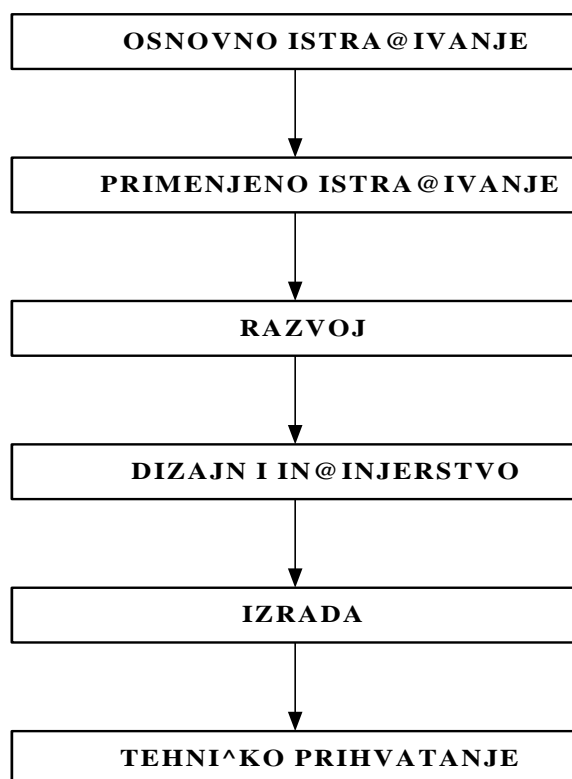 OSNOVNO ISTRA@IVANJE
PRIMENJENO ISTRA@IVANJE
RAZVOJ
DIZAJN I IN@INJERSTVO
IZRADA
TEHNI^KO PRIHVATANJE